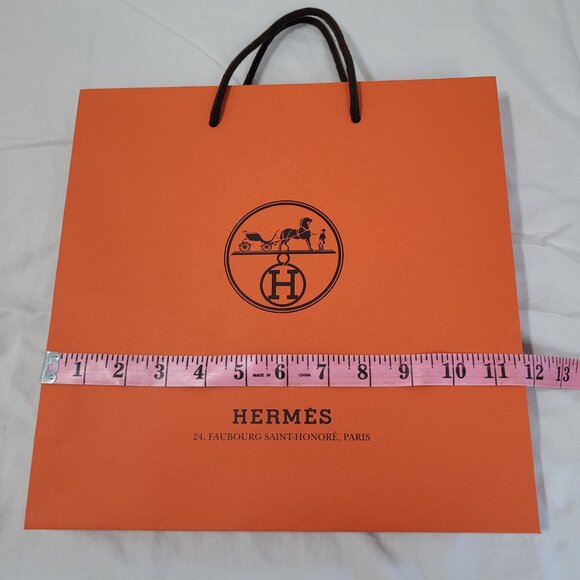 H
1 2 3 4 5 MADE IN 6 CHINA 7 8 9 10 11 12 13
HERMÈS
24, FAUBOURG SAINT-HONORÉ, PARIS